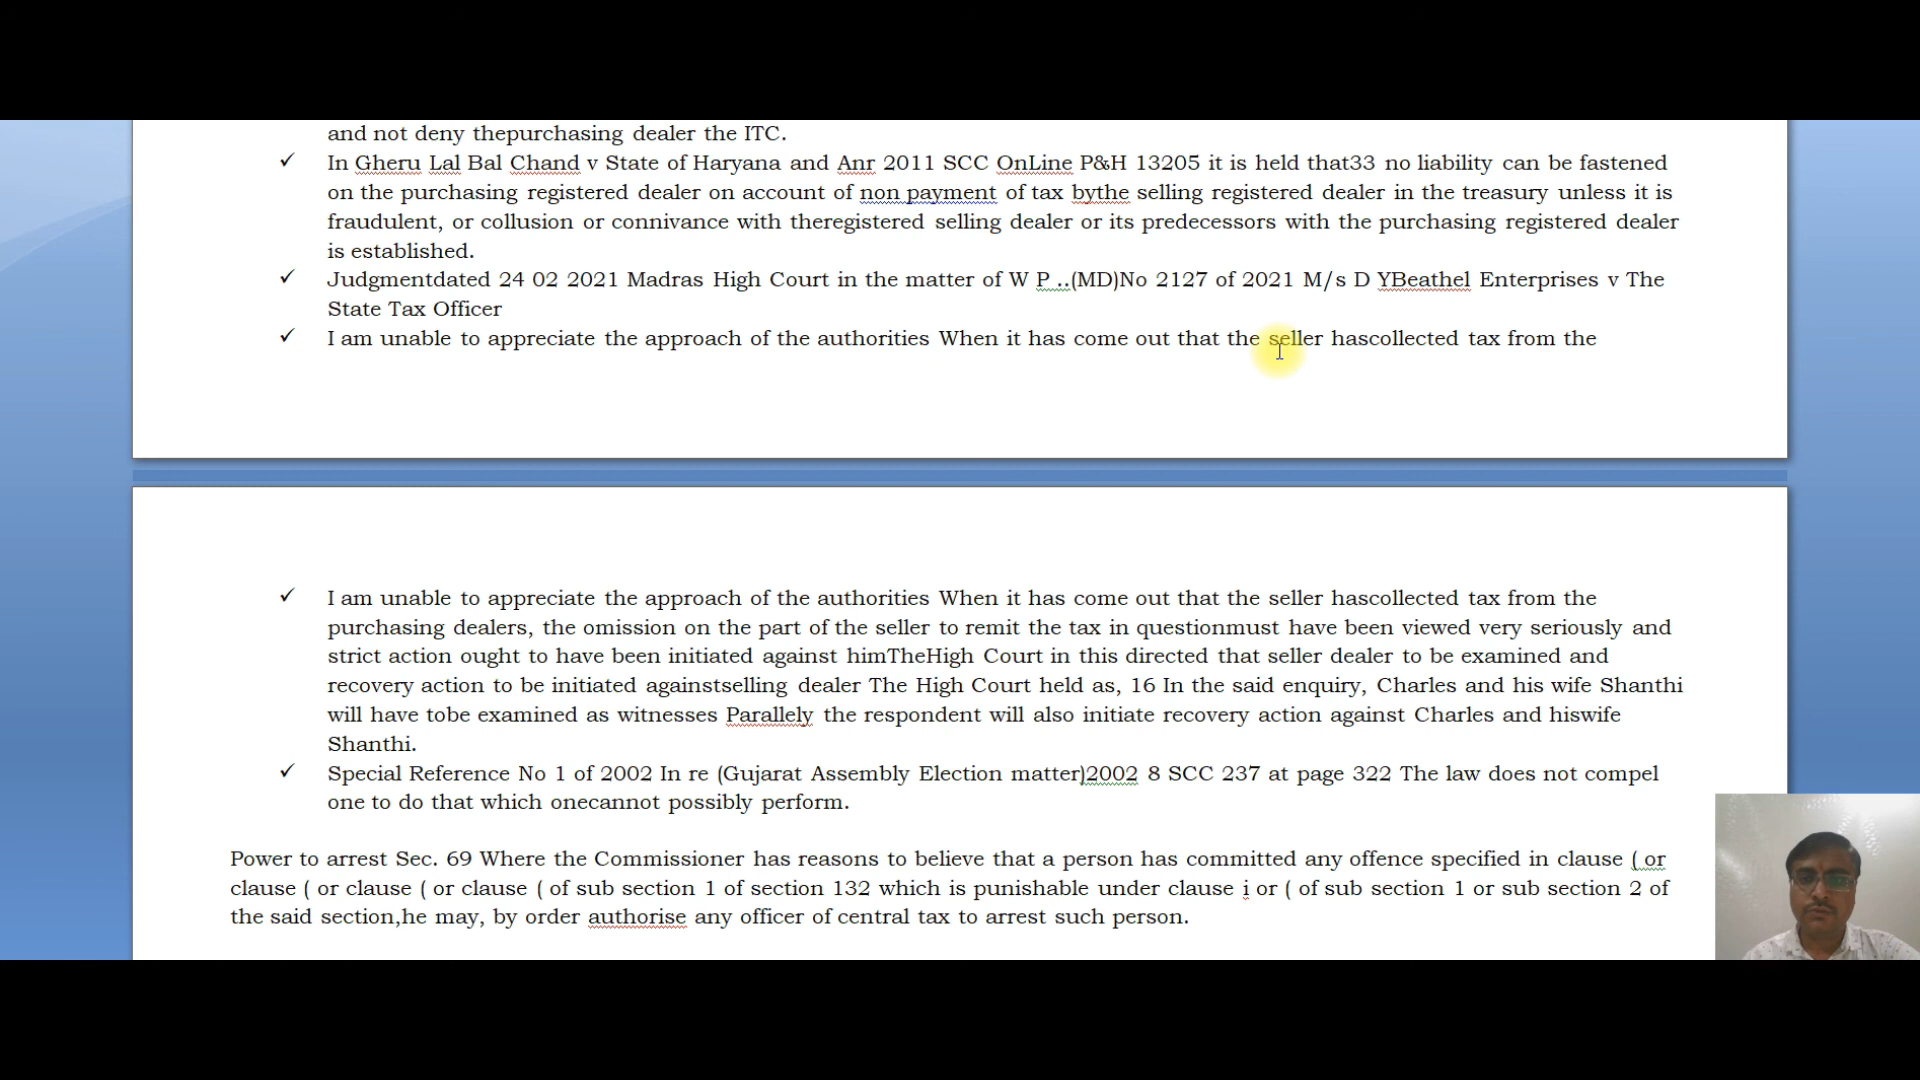 and not deny thepurchasing dealer the ITC.
✓ In Gheru Lal Bal Chand v State of Haryana and Anr 2011 SCC OnLine P&H 13205 it is held that33 no liability can be fastened
on the purchasing registered dealer on account of non payment of tax bythe selling registered dealer in the treasury unless it is
fraudulent, or collusion or connivance with theregistered selling dealer or its predecessors with the purchasing registered dealer
is established.
✓ Judgmentdated 24 02 2021 Madras High Court in the matter of W P ..(MD)No 2127 of 2021 M/s D YBeathel Enterprises v The
State Tax Officer
✓ I am unable to appreciate the approach of the authorities When it has come out that the seller hascollected tax from the
✓ I am unable to appreciate the approach of the authorities When it has come out that the seller hascollected tax from the
purchasing dealers, the omission on the part of the seller to remit the tax in questionmust have been viewed very seriously and
strict action ought to have been initiated against himTheHigh Court in this directed that seller dealer to be examined and
recovery action to be initiated againstselling dealer The High Court held as, 16 In the said enquiry, Charles and his wife Shanthi
will have tobe examined as witnesses Parallely the respondent will also initiate recovery action against Charles and hiswife
Shanthi.
✓ Special Reference No 1 of 2002 In re (Gujarat Assembly Election matter)2002 8 SCC 237 at page 322 The law does not compel
one to do that which onecannot possibly perform.
Power to arrest Sec. 69 Where the Commissioner has reasons to believe that a person has committed any offence specified in clause ( or
clause ( or clause ( or clause ( of sub section 1 of section 132 which is punishable under clause i or ( of sub section 1 or sub section 2 of
the said section,he may, by order authorise any officer of central tax to arrest such person.